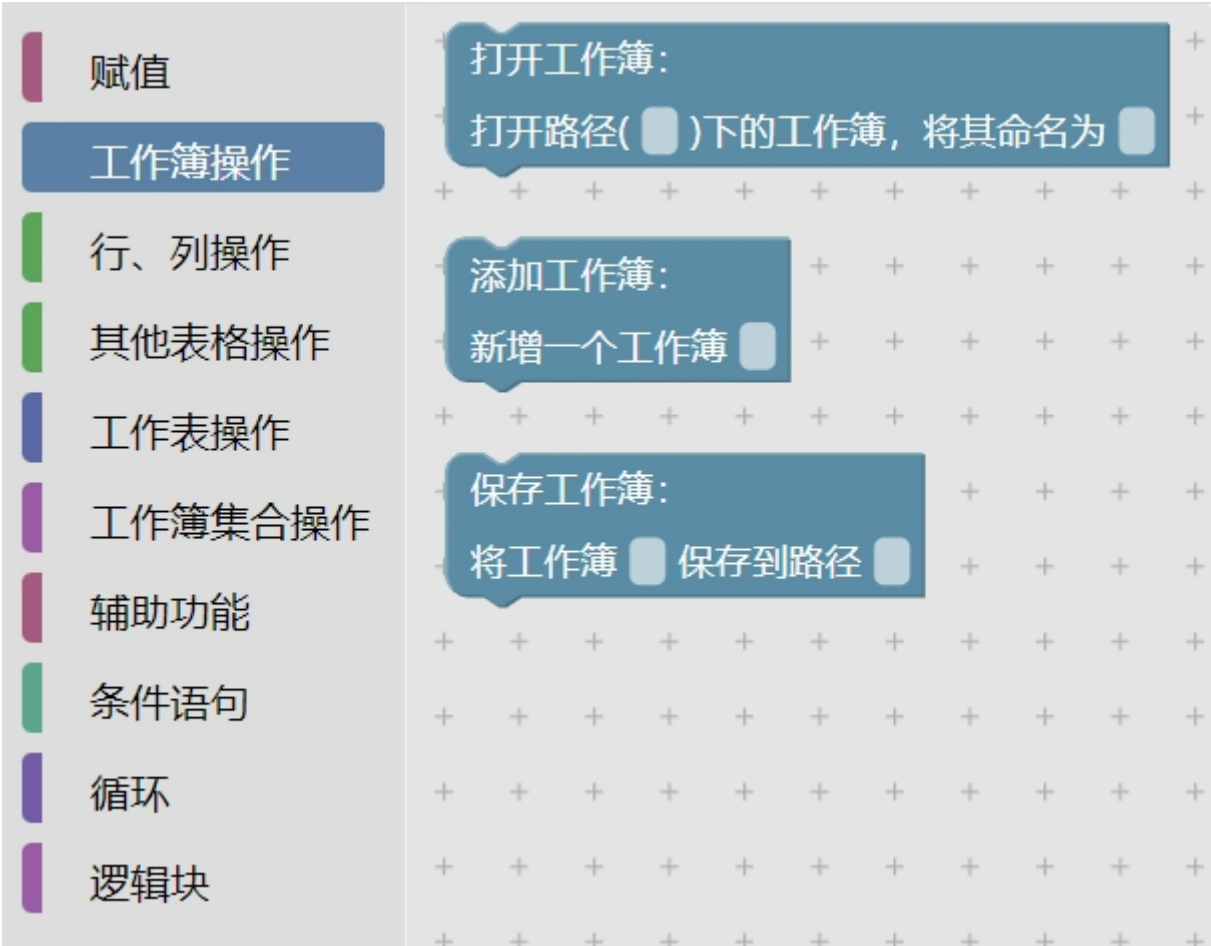 赋值
工作簿操作
行、列操作
其他表格操作
工作表操作
工作簿集合操作
辅助功能
条件语句
循环
逻辑块
打开工作簿：
打开路径( )下的工作簿，将其命名为
添加工作簿：
新增一个工作簿
保存工作簿：
将工作簿 保存到路径